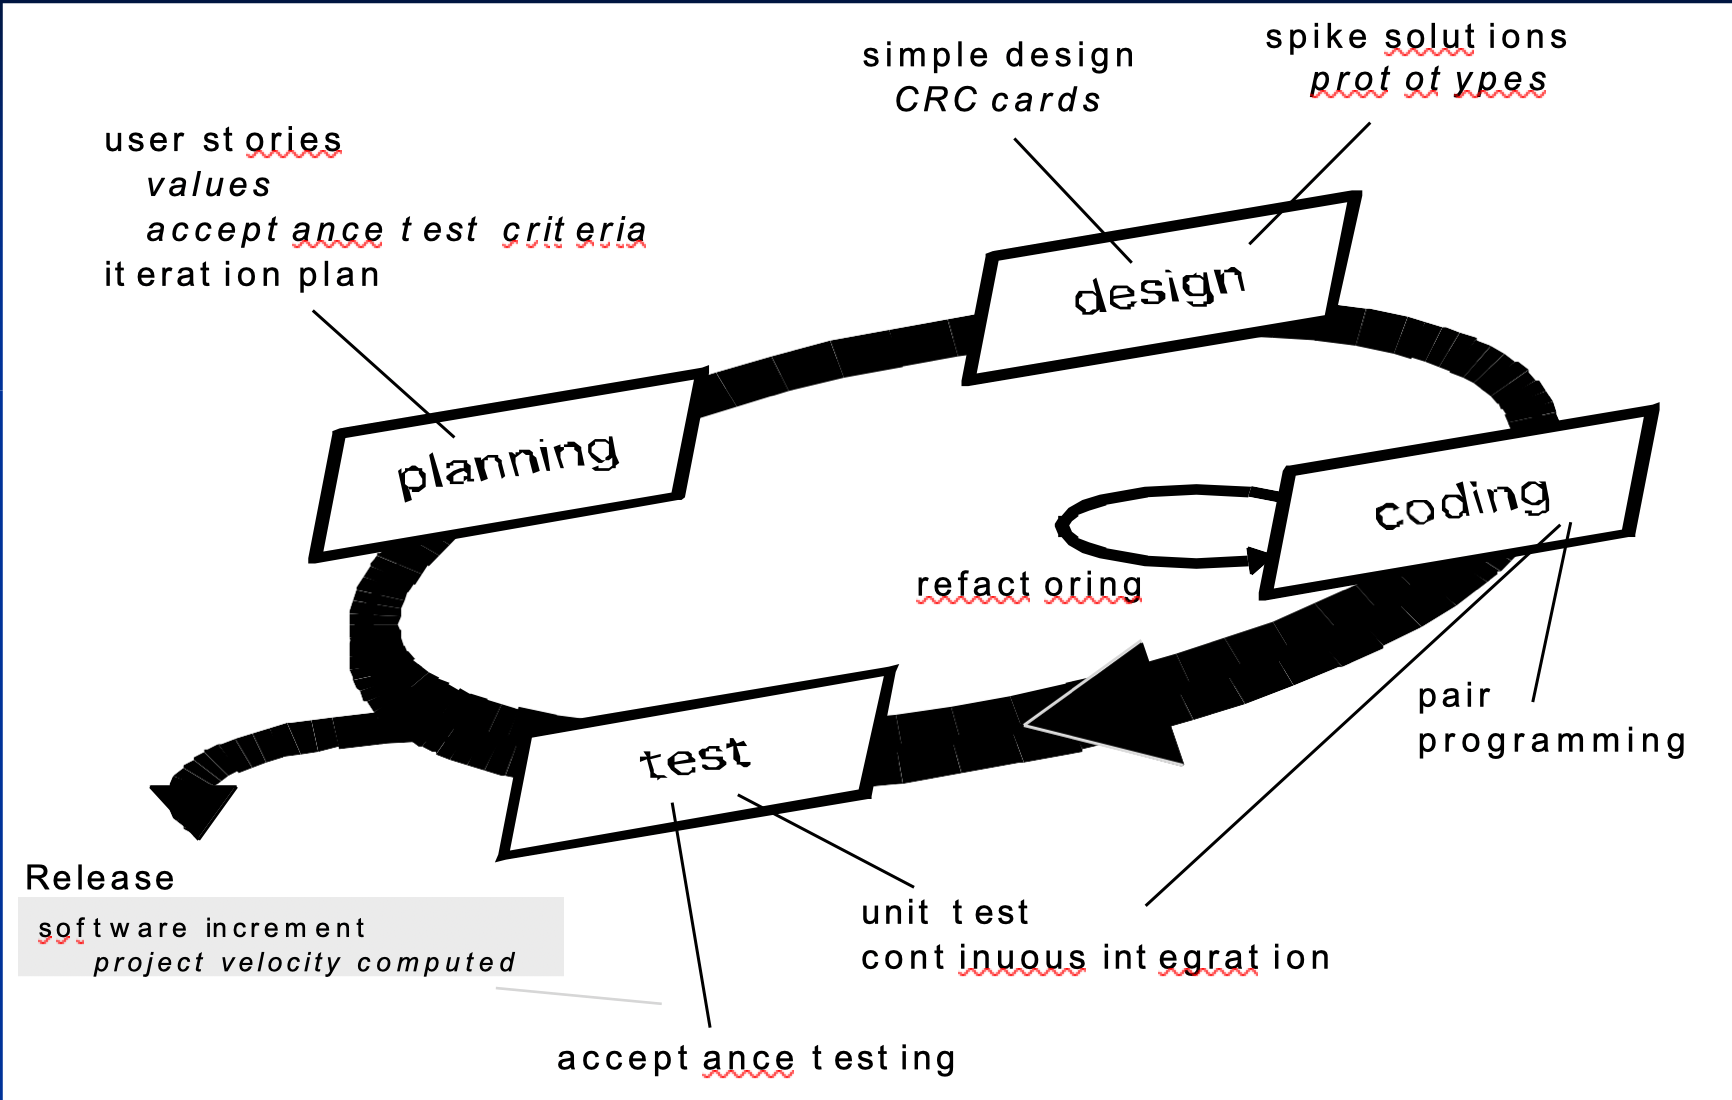 spike solutions
prototypes
simple design
CRC cards
user stories
values
acceptance test criteria
iteration plan
design
planning
coding
refactoring
pair
programming
test
Release
software increment
project velocity computed
unit test
continuous integration
acceptance testing